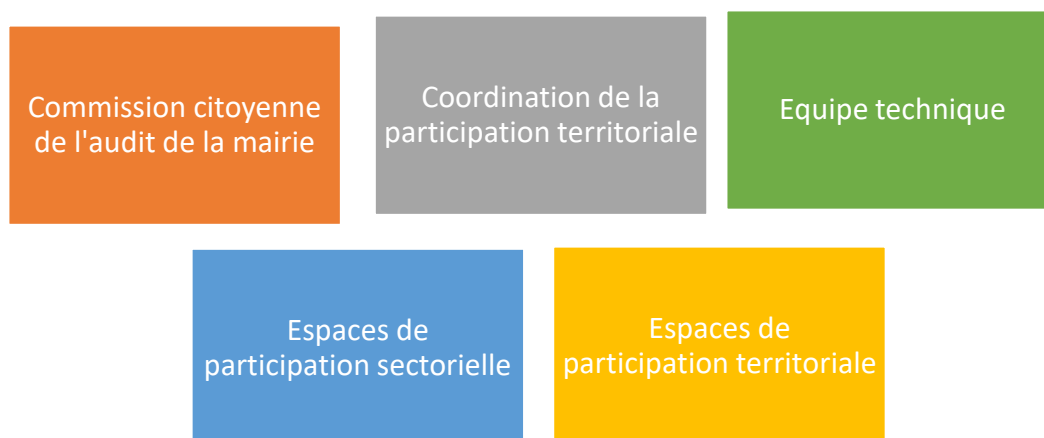 Commission citoyenne
de l'audit de la mairie
Coordination de la
participation territoriale
Equipe technique
Espaces de
participation sectorielle
Espaces de
participation territoriale